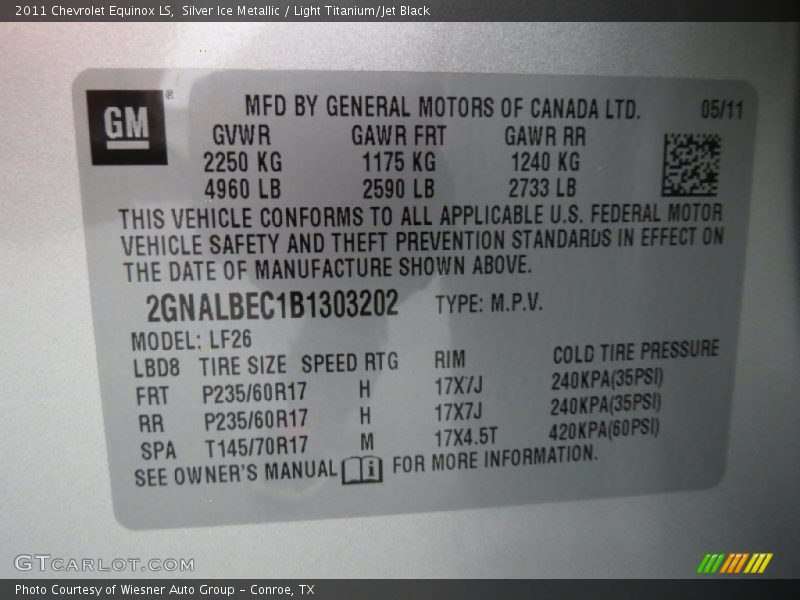 2011 Chevrolet Equinox LS,  Silver Ice Metallic / Light Titanium/Jet Black
GM®
MFD BY GENERAL MOTORS OF CANADA LTD. 05/11
GVWR GAWR FRT GAWR RR
2250 KG 1175 KG 1240 KG
4960 LB 2590 LB 2733 LB
THIS VEHICLE CONFORMS TO ALL APPLICABLE U.S. FEDERAL MOTOR
VEHICLE SAFETY AND THEFT PREVENTION STANDARDS IN EFFECT ON
THE DATE OF MANUFACTURE SHOWN ABOVE.
2GNALBEC1B1303202 TYPE: M.P.V.
MODEL: LF26
LBD8 TIRE SIZE SPEED RTG RIM COLD TIRE PRESSURE
FRT P235/60R17 H 17X7J 240KPA(35PSI)
RR P235/60R17 H 17X7J 240KPA(35PSI)
SPA T145/70R17 M 17X4.5T 420KPA(60PSI)
SEE OWNER'S MANUAL i FOR MORE INFORMATION.
GTCARLOT.COM
Photo Courtesy of Wiesner Auto Group - Conroe, TX